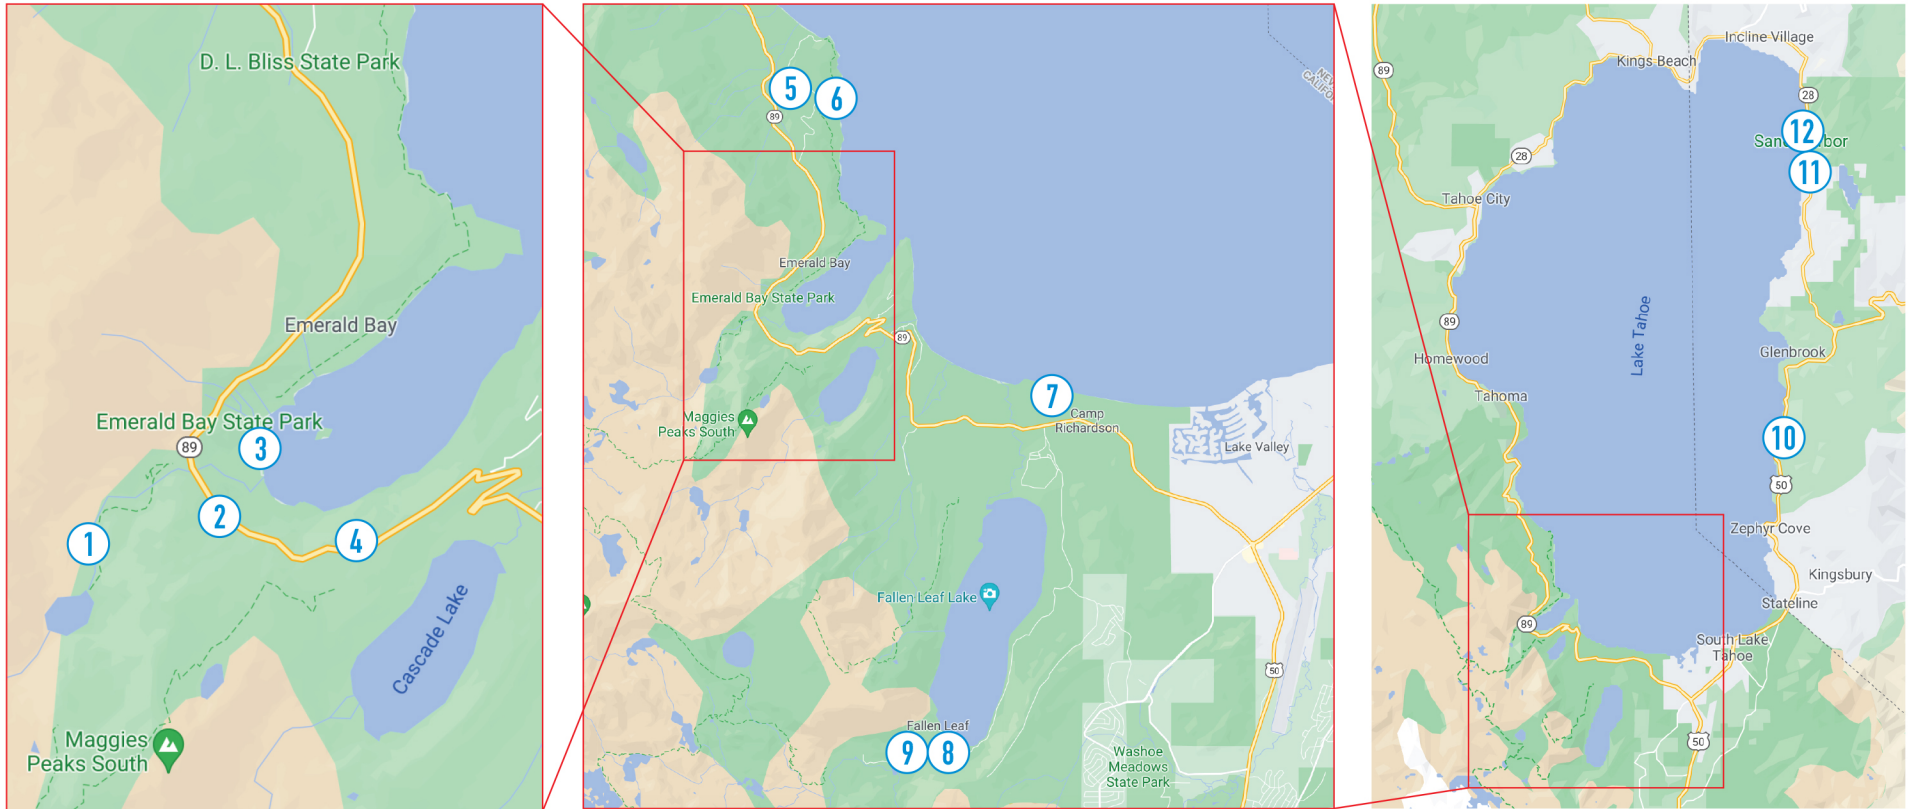 D. L. Bliss State Park
Emerald Bay
Emerald Bay State Park
89
3
2
1
4
Cascade Lake
Maggies
Peaks South
5
6
89
NEV
CALIFO
Emerald Bay
Emerald Bay State Park
89
7
Camp
Richardson
Maggies
Peaks South
Lake Valley
Fallen Leaf Lake
50
Fallen Leaf
9
8
Washoe
Meadows
State Park
Incline Village
Kings Beach
89
28
12
San
bor
28
11
Tahoe City
Lake Tahoe
89
Glenbrook
Homewood
Tahoma
10
50
Zephyr Cove
Kingsbury
Stateline
89
South Lake
Tahoe
50